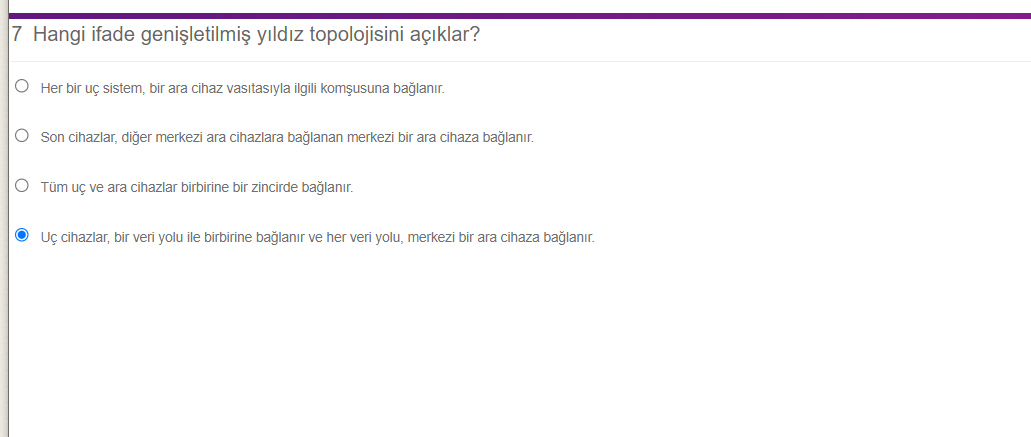 7 Hangi ifade genişletilmiş yıldız topolojisini açıklar?
Her bir uç sistem, bir ara cihaz vasıtasıyla ilgili komşusuna bağlanır.
Son cihazlar, diğer merkezi ara cihazlara bağlanan merkezi bir ara cihaza bağlanır.
Tüm uç ve ara cihazlar birbirine bir zincirde bağlanır.
Uç cihazlar, bir veri yolu ile birbirine bağlanır ve her veri yolu, merkezi bir ara cihaza bağlanır.